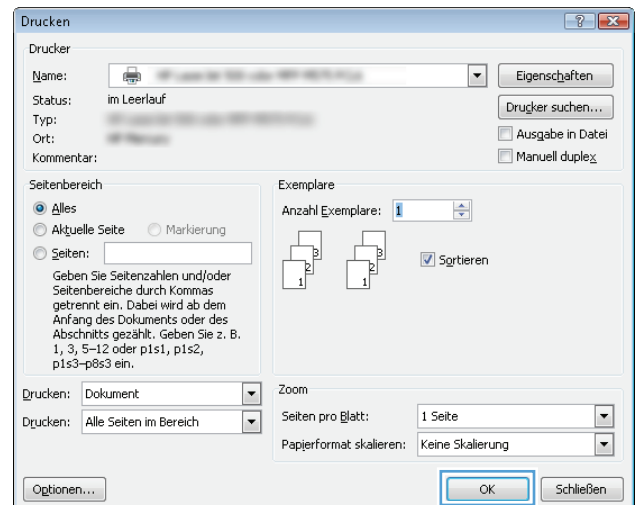 Drucken
Drucker
Name:
Eigenschaften
Status: im Leerlauf
Drucker suchen...
Typ:
Ort:
Ausgabe in Datei
Kommentar:
Manuell duplex
Seitenbereich
Alles
Aktuelle Seite Markierung
Seiten:
Geben Sie Seitenzahlen und/oder
Seitenbereiche durch Kommas
getrennt ein. Dabei wird ab dem
Anfang des Dokuments oder des
Abschnitts gezählt. Geben Sie z. B.
1, 3, 5–12 oder p1s1, p1s2,
p1s3–p8s3 ein.
Exemplare
Anzahl Exemplare: 1
3 3
2 2
1 1
Sortieren
Drucken: Dokument
Drucken: Alle Seiten im Bereich
Zoom
Seiten pro Blatt: 1 Seite
Papierformat skalieren: Keine Skalierung
Optionen...
OK
Schließen